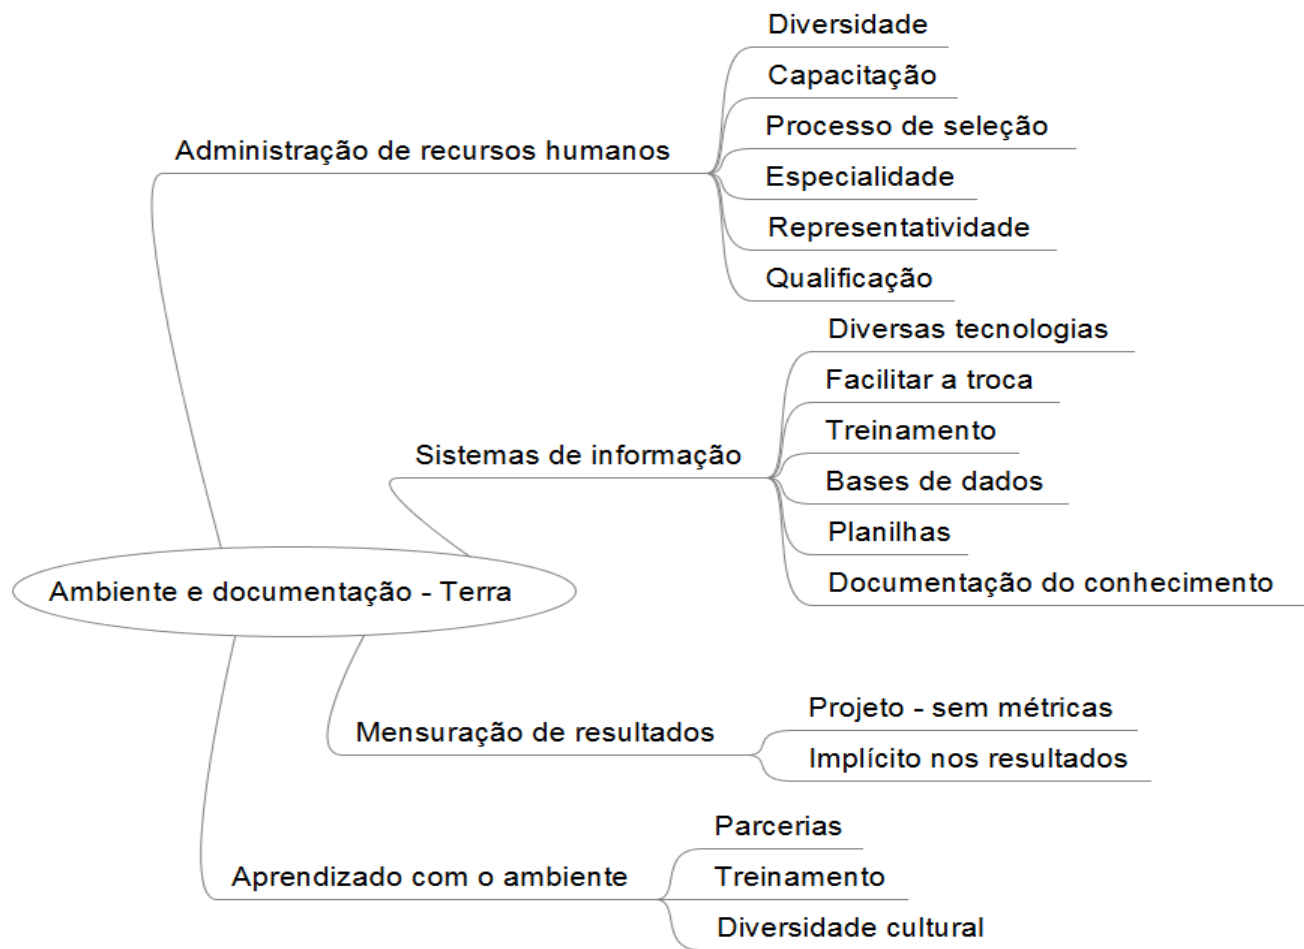 Diversidade
Capacitação
Processo de seleção
Administração de recursos humanos
Especialidade
Representatividade
Qualificação
Diversas tecnologias
Facilitar a troca
Treinamento
Sistemas de informação
Bases de dados
Planilhas
Documentação do conhecimento
Ambiente e documentação - Terra
Projeto - sem métricas
Mensuração de resultados
Implícito nos resultados
Parcerias
Aprendizado com o ambiente
Treinamento
Diversidade cultural